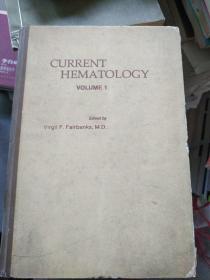 CURRENT
HEMATOLOGY
VOLUME 1
Edited by
Virgil F. Fairbanks, M.D.